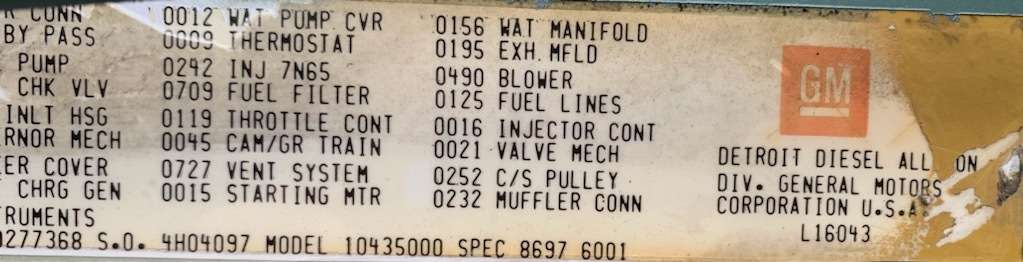 R CONN 0012 WAT PUMP CVR 0156 WAT MANIFOLD
BY PASS 0009 THERMOSTAT 0195 EXH.MFLD
PUMP 0242 INJ 7N65 0490 BLOWER
CHK VLV 0709 FUEL FILTER 0125 FUEL LINES
INLT HSG 0119 THROTTLE CONT 0016 INJECTOR CONT
ERNOR MECH 0045 CAM/GR TRAIN 0021 VALVE MECH
ER COVER 0727 VENT SYSTEM 0252 C/S PULLEY
CHRG GEN 0015 STARTING MTR 0232 MUFFLER CONN
RUMENTS
0277368 S.O. 4H04097 MODEL 10435000 SPEC 8697 6001
GM
DETROIT DIESEL ALL ON
DIV. GENERAL MOTORS
CORPORATION U.S.A.
L16043